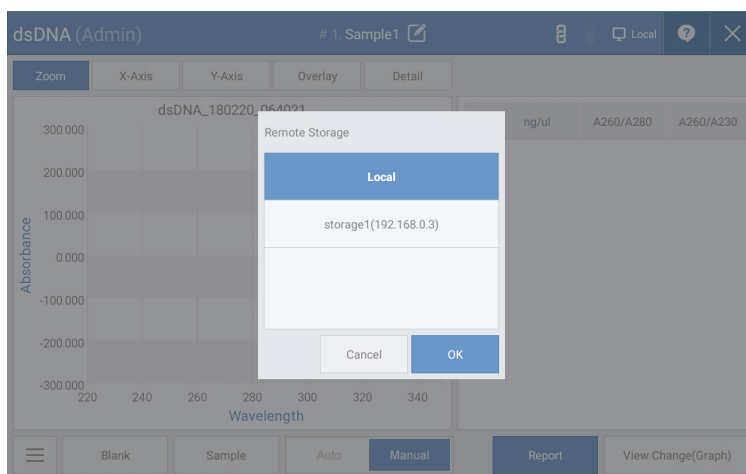 dsDNA (Admin)
# 1. Sample1
Local
?
Zoom X-Axis Y-Axis Overlay Detail
dsDNA_180220_064021
Remote Storage
Local
storage1(192.168.0.3)
Cancel OK
ng/ul A260/A280 A260/A230
Absorbance
300.000
200.000
100.000
0.000
-100.000
-200.000
-300.000
220 240 260 280 300 320 340
Wavelength
Blank Sample Auto Manual Report View Change(Graph)